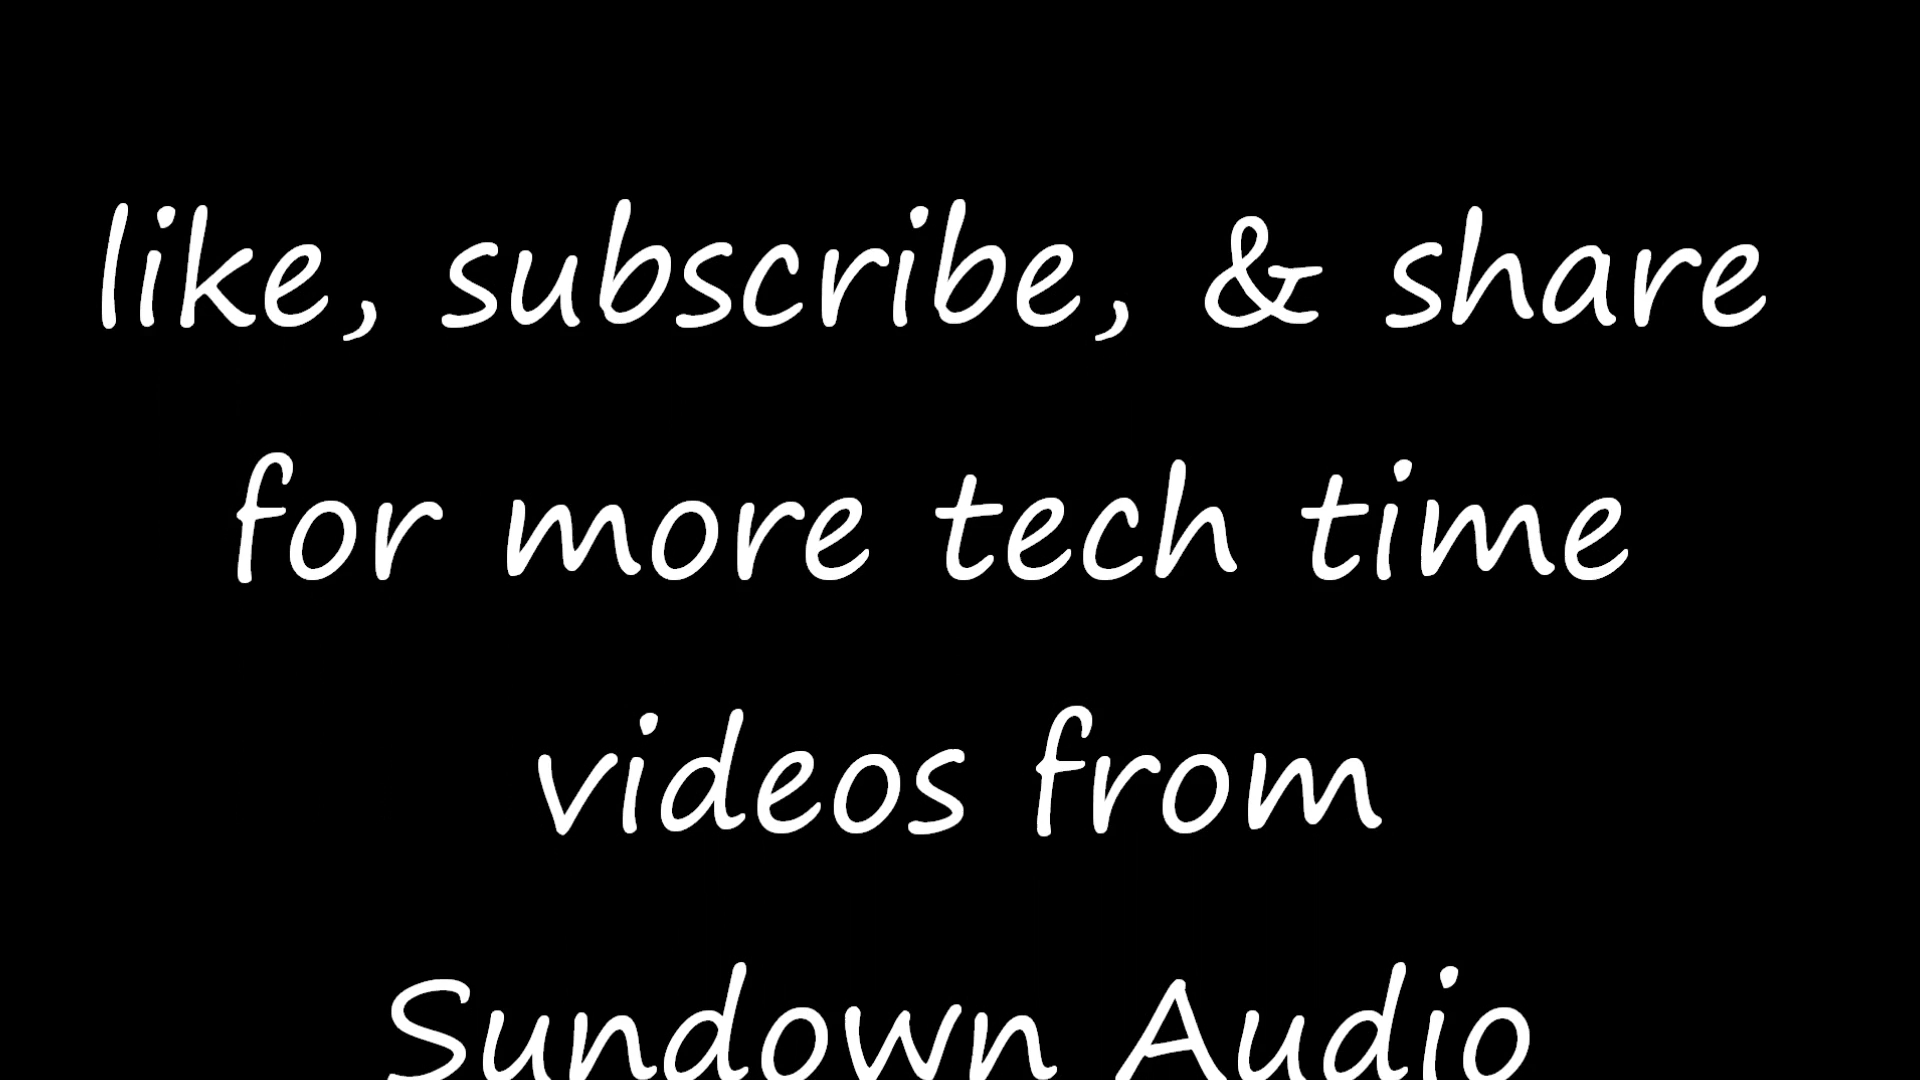 like, subscribe, & share
for more tech time
videos from
Sundown Audio